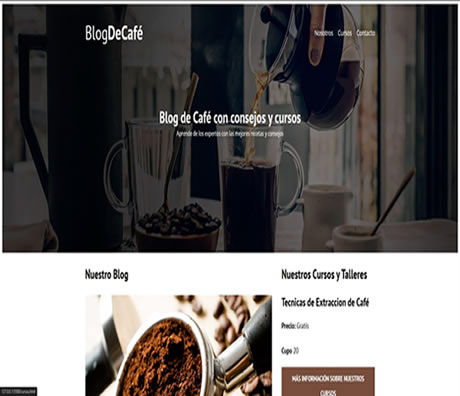 BlogDeCafé
Nosotros Cursos Contacto
Blog de Café con consejos y cursos
Aprende de los expertos con las mejores recetas y consejos
Nuestro Blog
Nuestros Cursos y Talleres
Tecnicas de Extraccion de Café
Precio: Gratis
Cupo 20
MÁS INFORMACIÓN SOBRE NUESTROS
CURSOS